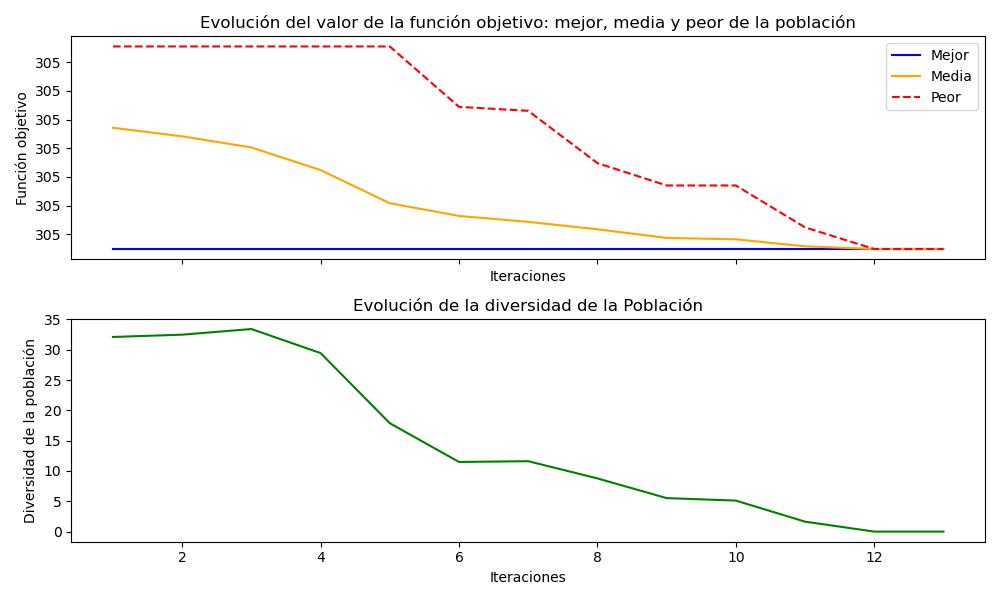 Evolución del valor de la función objetivo: mejor, media y peor de la población
Función objetivo
305
305
305
305
305
305
305
Mejor
Media
Peor
Iteraciones
Evolución de la diversidad de la Población
Diversidad de la población
35
30
25
20
15
10
5
0
2 4 6 8 10 12
Iteraciones